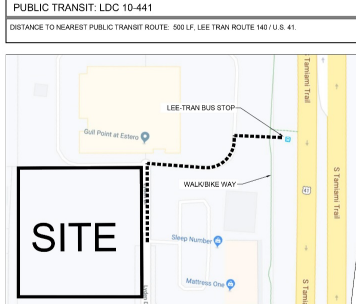 PUBLIC TRANSIT: LDC 10-441
DISTANCE TO NEAREST PUBLIC TRANSIT ROUTE: 500 LF, LEE TRAN ROUTE 140 / U.S. 41.
S Tamiami Trail
LEE-TRAN BUS STOP
Gulf Point at Estero
WALK/BIKE WAY
41
S Tamiami Trail
SITE
Sleep Number
Mattress One
S Tami